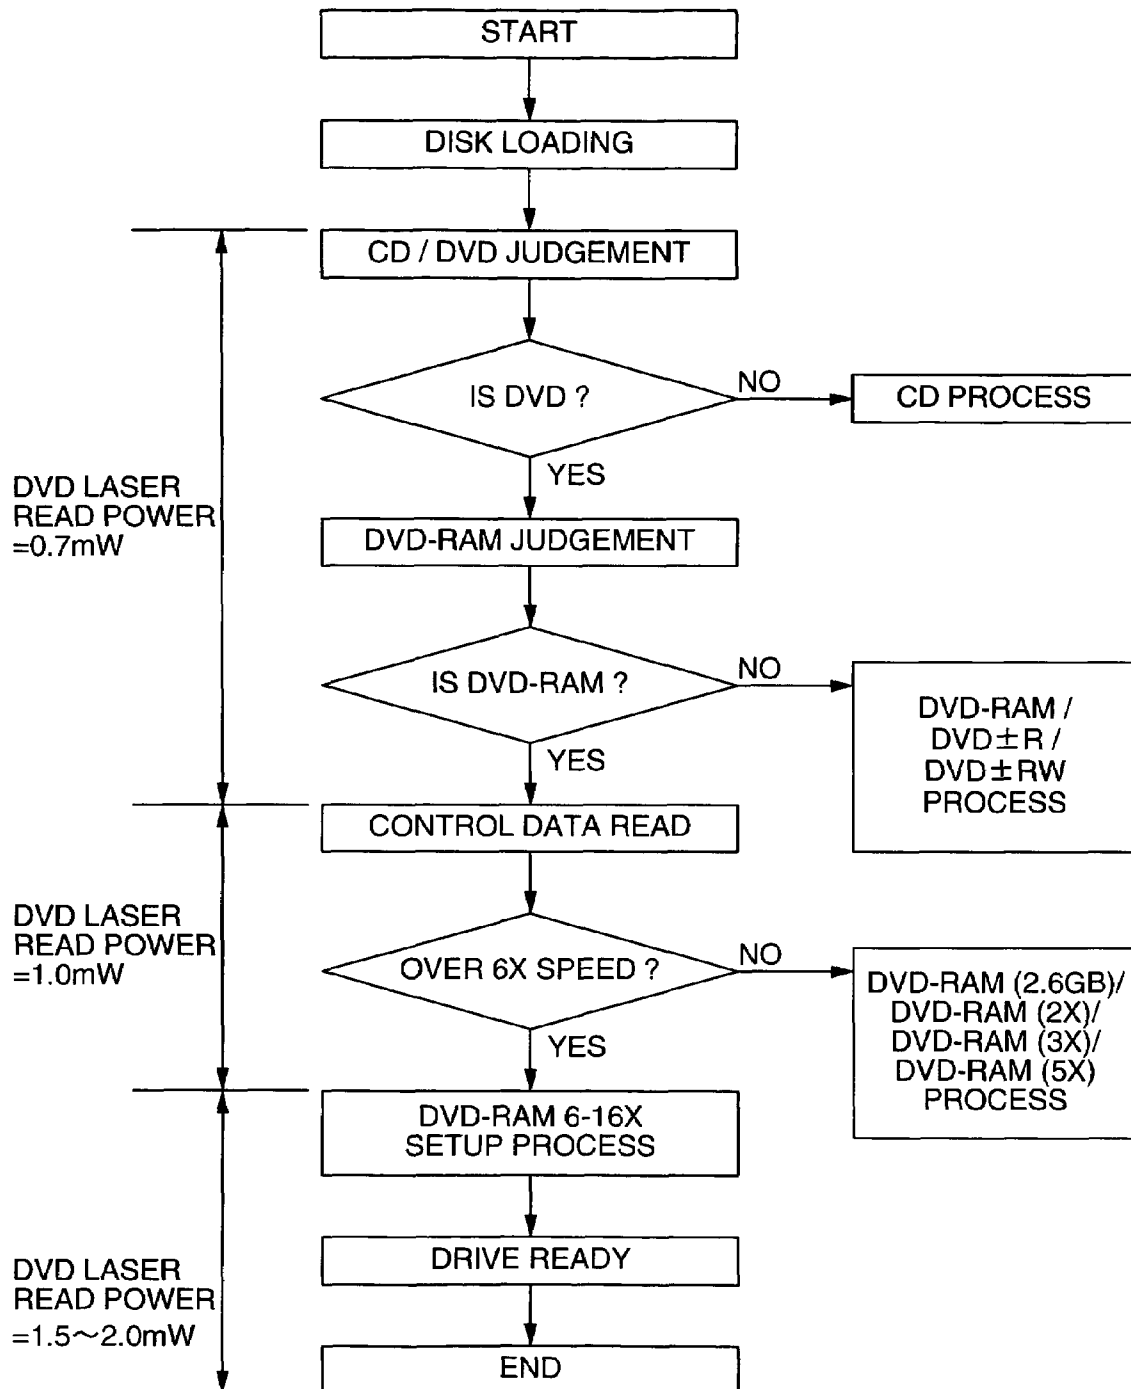 START
DISK LOADING
CD / DVD JUDGEMENT
IS DVD ?
NO
CD PROCESS
YES
DVD LASER
READ POWER
=0.7mW
DVD-RAM JUDGEMENT
IS DVD-RAM ?
NO
DVD-RAM /
DVD±R /
DVD±RW
PROCESS
YES
CONTROL DATA READ
DVD LASER
READ POWER
=1.0mW
OVER 6X SPEED ?
NO
DVD-RAM (2.6GB)/
DVD-RAM (2X)/
DVD-RAM (3X)/
DVD-RAM (5X)
PROCESS
YES
DVD-RAM 6-16X
SETUP PROCESS
DRIVE READY
DVD LASER
READ POWER
=1.5～2.0mW
END